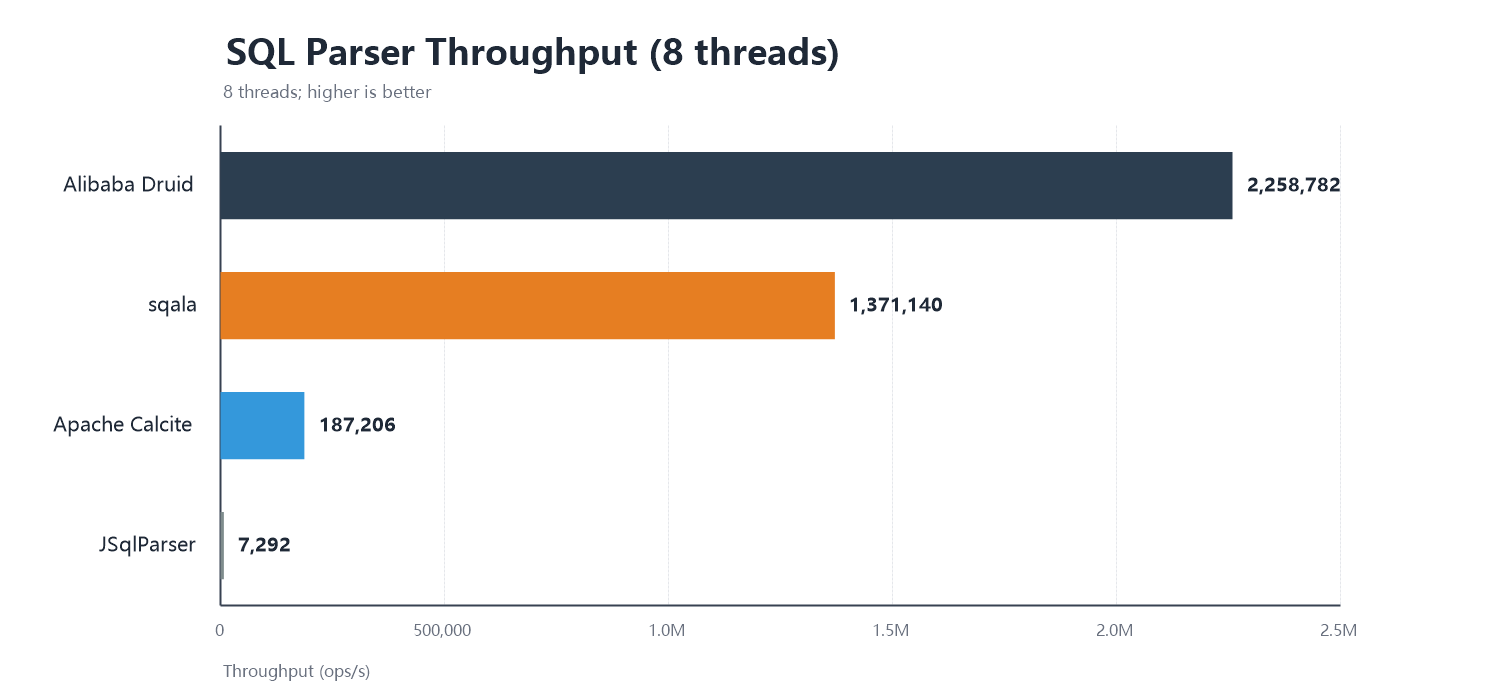 SQL Parser Throughput (8 threads)
8 threads; higher is better
Alibaba Druid 2,258,782
sqala 1,371,140
Apache Calcite 187,206
JSqlParser 7,292
0 500,000 1.0M 1.5M 2.0M 2.5M
Throughput (ops/s)